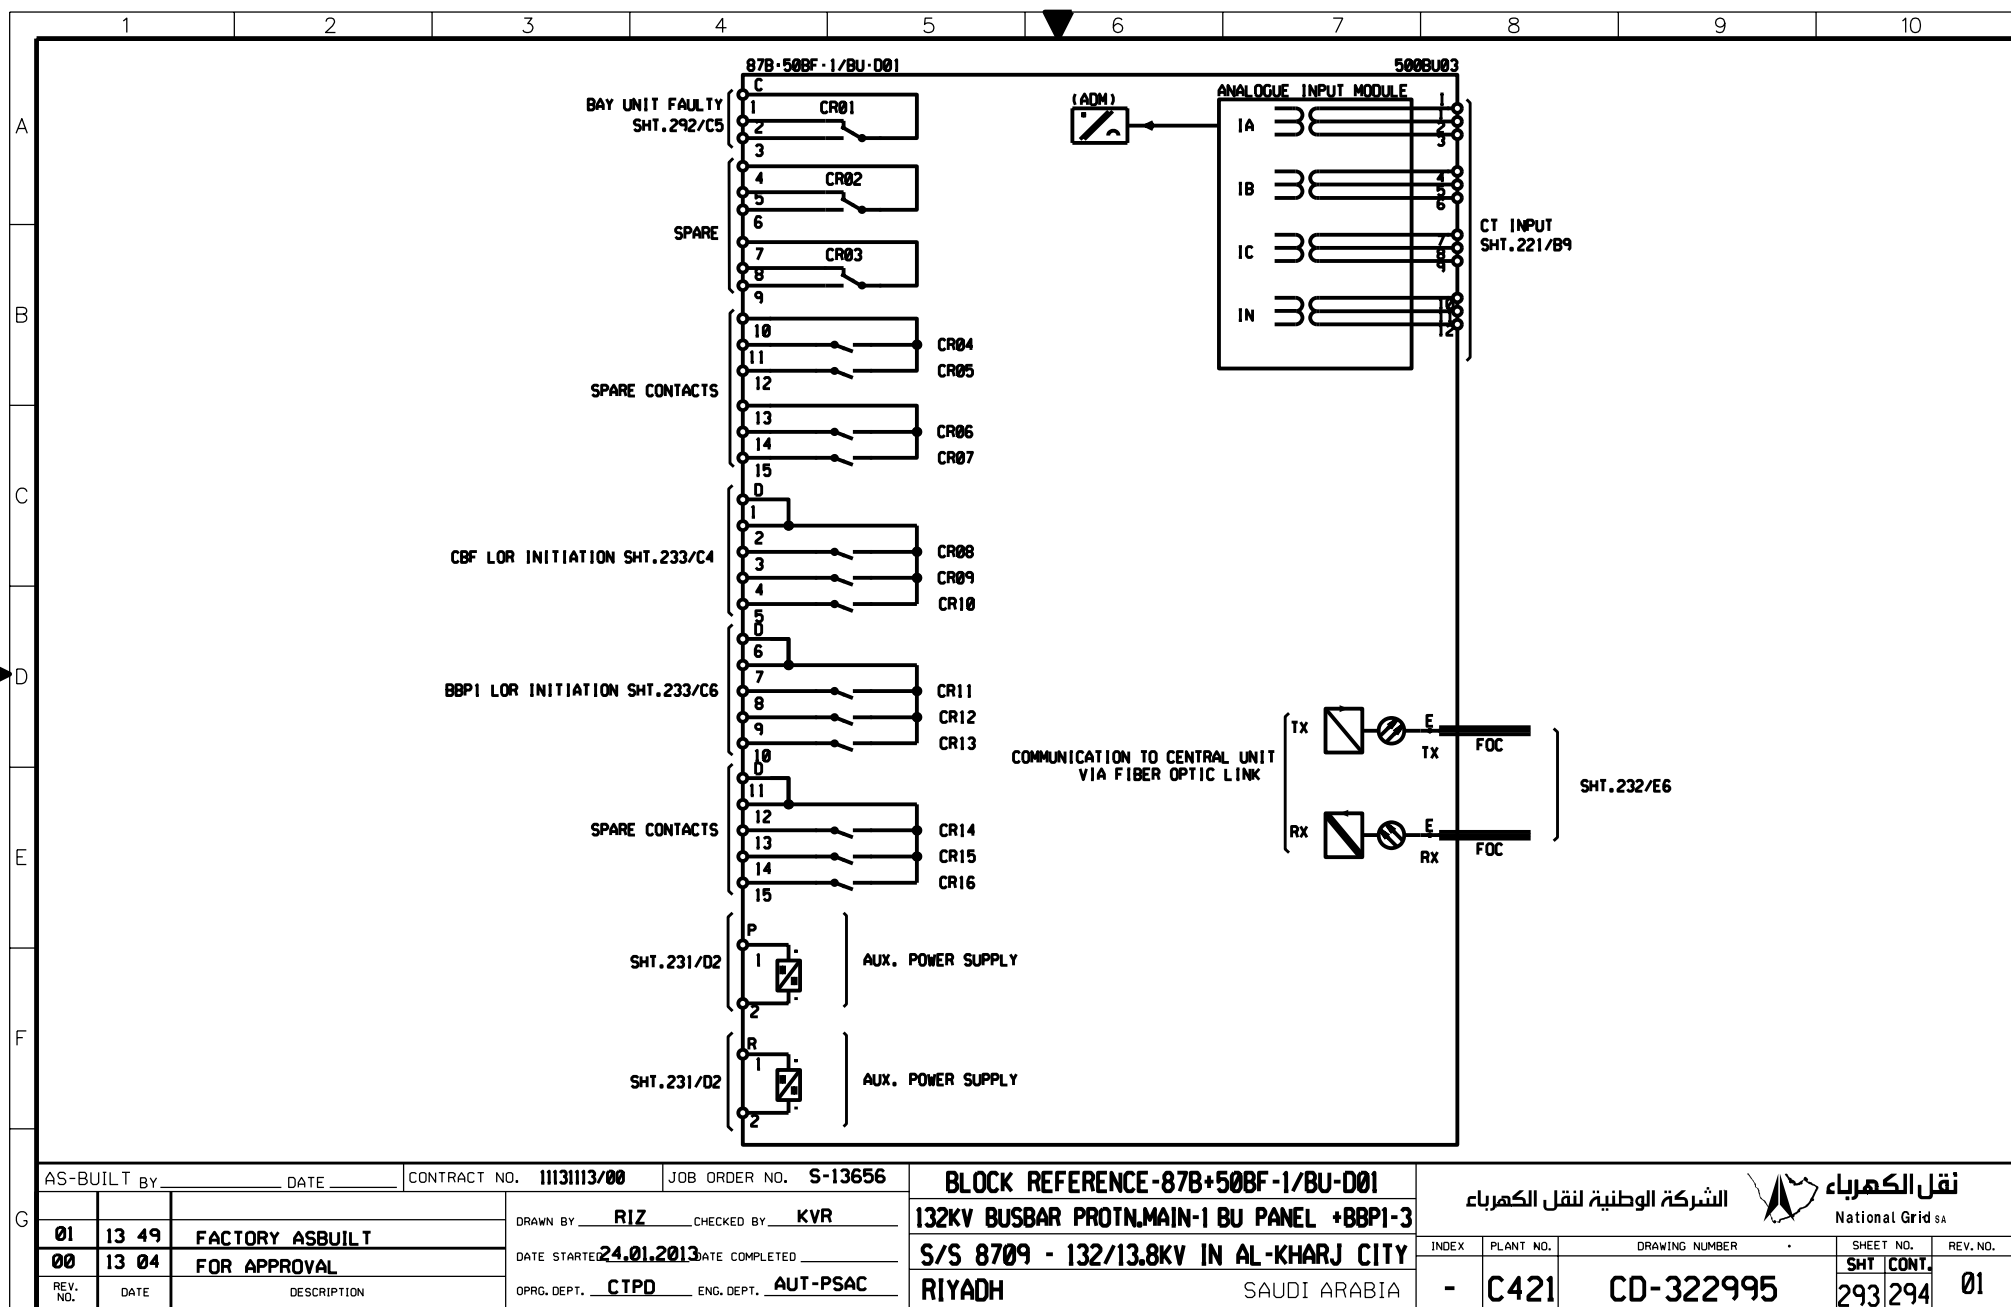 1 2 3 4 5 6 7 8 9 10
A
B
C
D
E
F
G
87B+50BF-1/BU-D01
500BU03
BAY UNIT FAULTY
SHT.292/C5
C
1
2
3
CR01
4
5
6
CR02
SPARE
7
8
9
CR03
SPARE CONTACTS
10
11
12
CR04
CR05
13
14
15
CR06
CR07
CBF LOR INITIATION SHT.233/C4
D
1
2
3
4
5
CR08
CR09
CR10
BBP1 LOR INITIATION SHT.233/C6
D
6
7
8
9
10
CR11
CR12
CR13
SPARE CONTACTS
D
11
12
13
14
15
CR14
CR15
CR16
SHT.231/D2
P
1
2
AUX. POWER SUPPLY
SHT.231/D2
R
1
2
AUX. POWER SUPPLY
(ADM)
ANALOGUE INPUT MODULE
IA
IB
IC
IN
I
1
2
3
4
5
6
7
8
9
10
11
12
CT INPUT
SHT.221/B9
COMMUNICATION TO CENTRAL UNIT
VIA FIBER OPTIC LINK
TX
E
TX
FOC
RX
E
RX
FOC
SHT.232/E6
AS-BUILT BY DATE
CONTRACT NO. 11131113/00
JOB ORDER NO. S-13656
01 13 49 FACTORY ASBUILT
00 13 04 FOR APPROVAL
REV. NO. DATE DESCRIPTION
DRAWN BY RIZ CHECKED BY KVR
DATE STARTED 24.01.2013 DATE COMPLETED
OPRG. DEPT. CTPD ENG. DEPT. AUT-PSAC
BLOCK REFERENCE-87B+50BF-1/BU-D01
132KV BUSBAR PROTN.MAIN-1 BU PANEL +BBP1-3
S/S 8709 - 132/13.8KV IN AL-KHARJ CITY
RIYADH SAUDI ARABIA
الشركة الوطنية لنقل الكهرباء
نقل الكهرباء
National Grid SA
INDEX PLANT NO. DRAWING NUMBER SHEET NO. REV. NO.
SHT CONT.
- C421 CD-322995 293 294 01